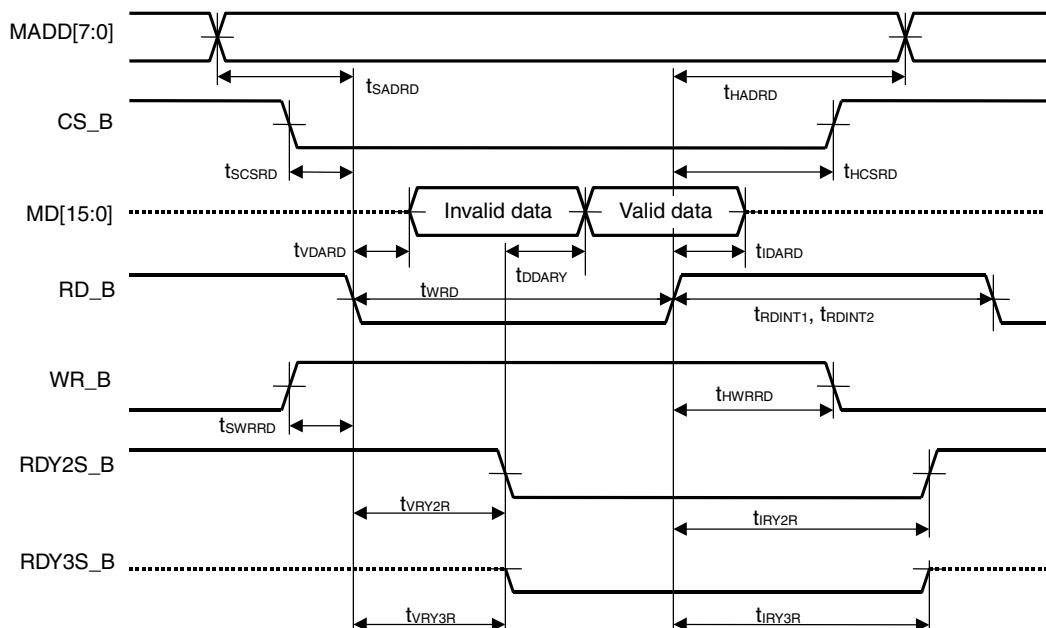 MADD[7:0]
tSADRD
tHADRD
CS_B
tSCSRD
tHCSRD
MD[15:0]
Invalid data
Valid data
tVDARD
tDDARY
tIDARD
RD_B
tWRD
tRDINT1, tRDINT2
WR_B
tSWRRD
tHWRRD
RDY2S_B
tVRY2R
tIRY2R
RDY3S_B
tVRY3R
tIRY3R